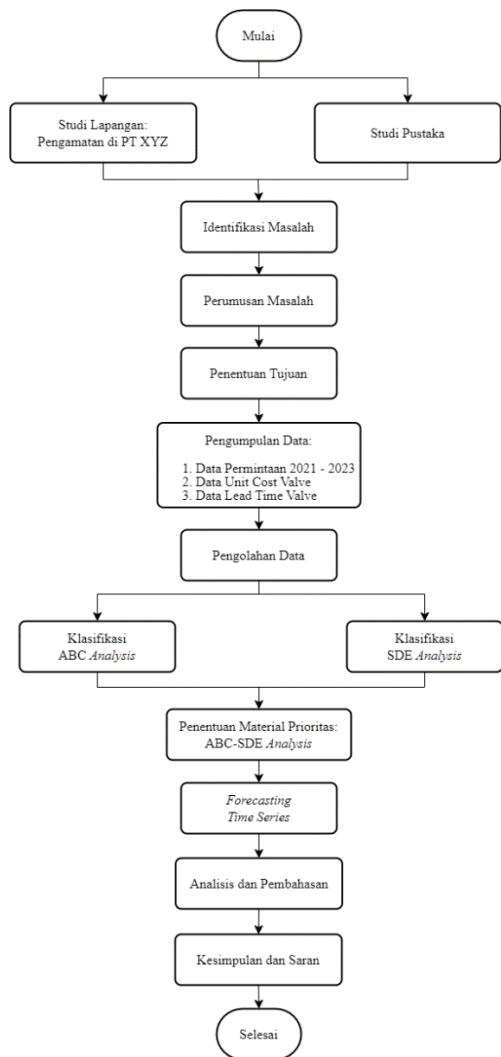 Mulai
Studi Lapangan:
Pengamatan di PT XYZ
Studi Pustaka
Identifikasi Masalah
Perumusan Masalah
Penentuan Tujuan
Pengumpulan Data:
1. Data Permintaan 2021 - 2023
2. Data Unit Cost Valve
3. Data Lead Time Valve
Pengolahan Data
Klasifikasi
ABC Analysis
Klasifikasi
SDE Analysis
Penentuan Material Prioritas:
ABC-SDE Analysis
Forecasting
Time Series
Analisis dan Pembahasan
Kesimpulan dan Saran
Selesai